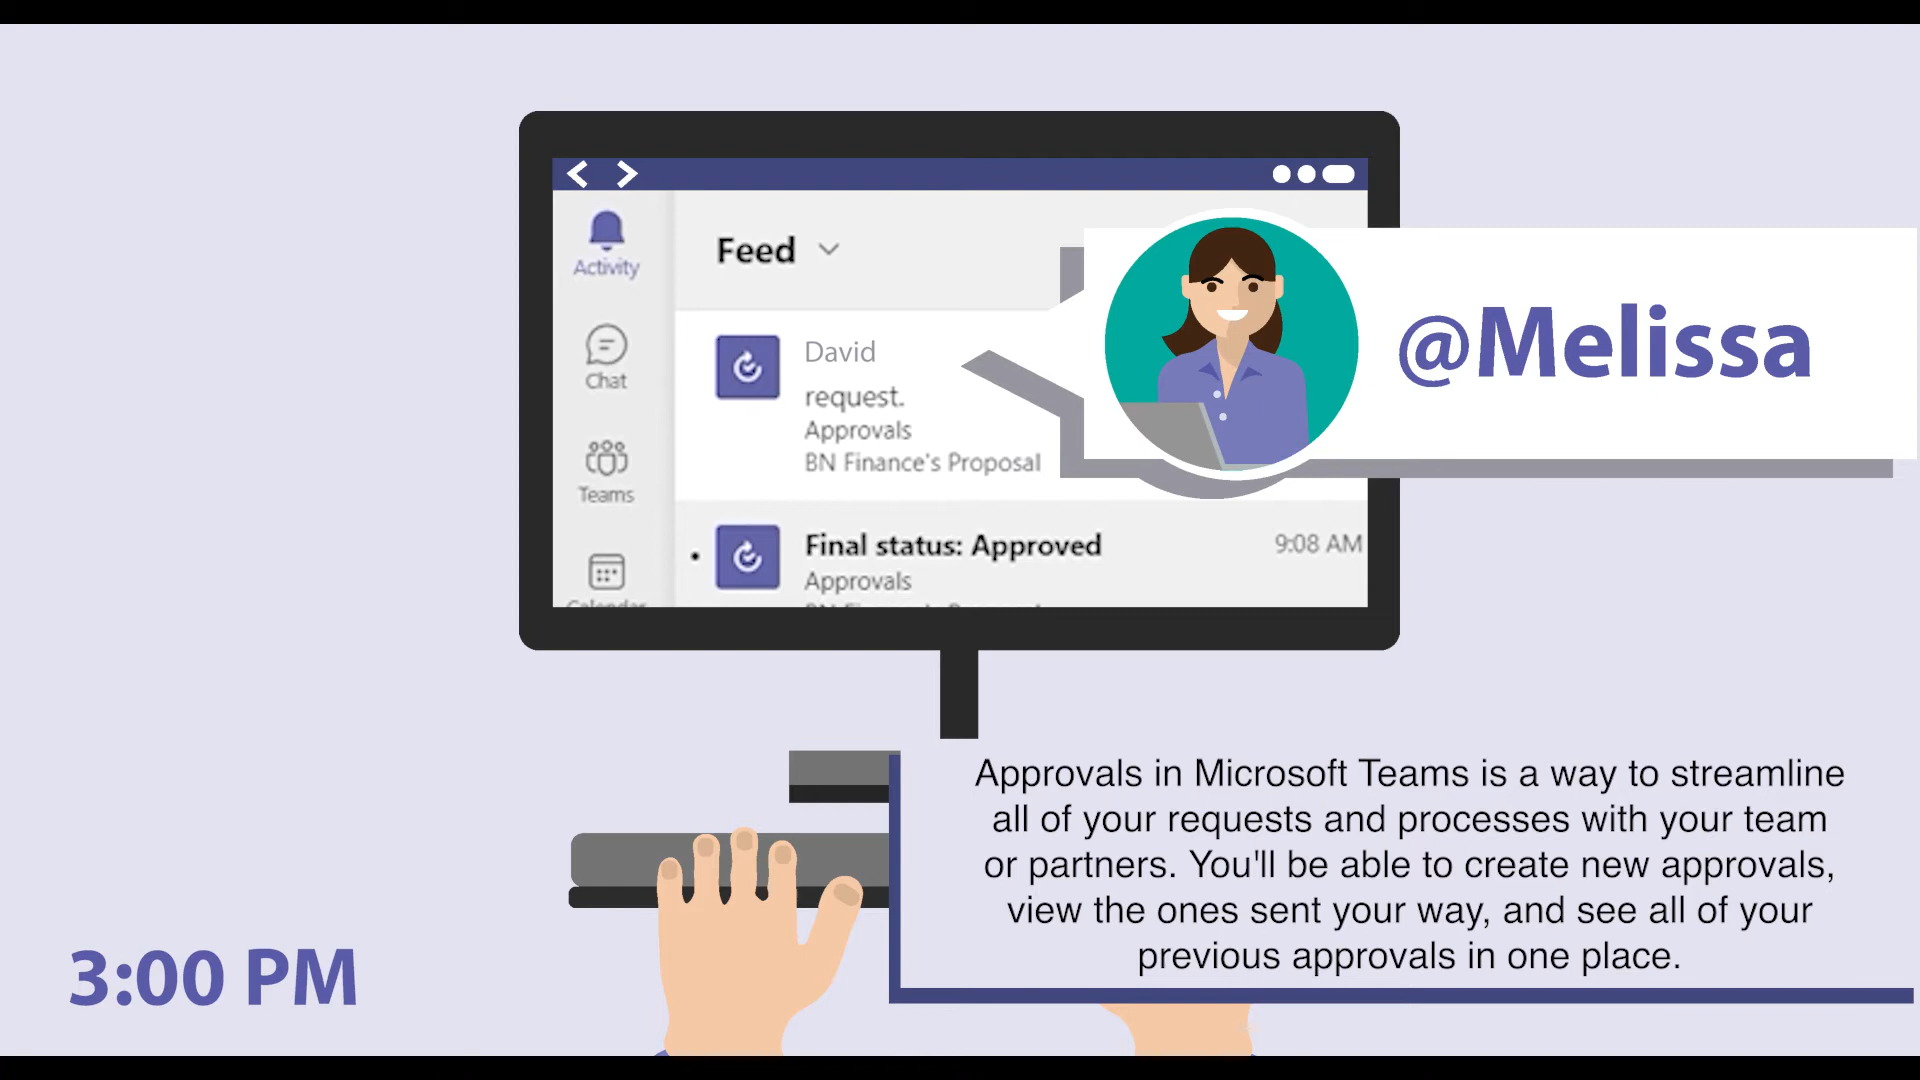 Activity
Chat
Teams
Calendar
Feed
David
request.
Approvals
BN Finance's Proposal
Final status: Approved
9:08 AM
Approvals
@Melissa
Approvals in Microsoft Teams is a way to streamline
all of your requests and processes with your team
or partners. You'll be able to create new approvals,
view the ones sent your way, and see all of your
previous approvals in one place.
3:00 PM